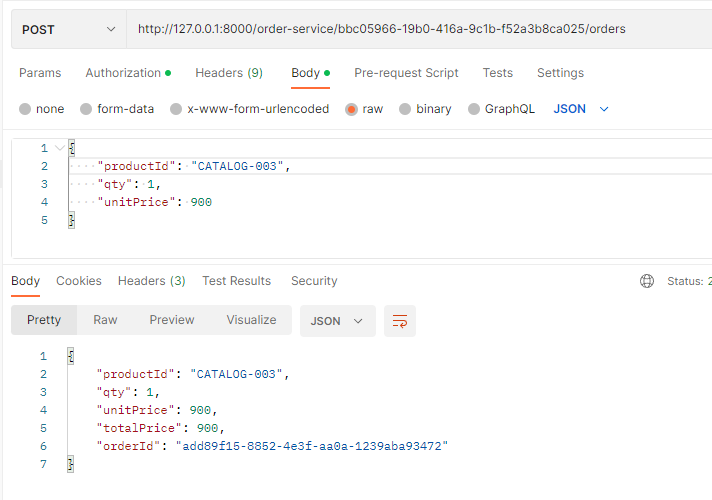 POST http://127.0.0.1:8000/order-service/bbc05966-19b0-416a-9c1b-f52a3b8ca025/orders
Params Authorization Headers (9) Body Pre-request Script Tests Settings
none form-data x-www-form-urlencoded raw binary GraphQL JSON
1 {
2 "productId": "CATALOG-003",
3 "qty": 1,
4 "unitPrice": 900
5 }
Body Cookies Headers (3) Test Results Security Status: 2
Pretty Raw Preview Visualize JSON
1 {
2 "productId": "CATALOG-003",
3 "qty": 1,
4 "unitPrice": 900,
5 "totalPrice": 900,
6 "orderId": "add89f15-8852-4e3f-aa0a-1239aba93472"
7 }